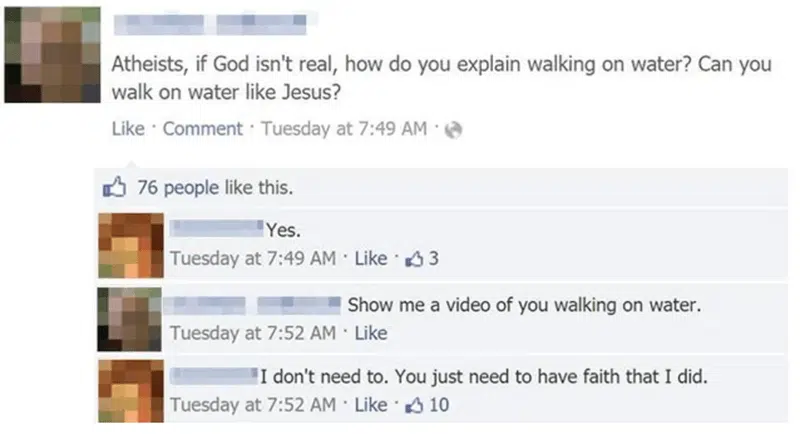 Atheists, if God isn't real, how do you explain walking on water? Can you
walk on water like Jesus?
Like · Comment · Tuesday at 7:49 AM ·
76 people like this.
Yes.
Tuesday at 7:49 AM · Like · 3
Show me a video of you walking on water.
Tuesday at 7:52 AM · Like
I don't need to. You just need to have faith that I did.
Tuesday at 7:52 AM · Like · 10